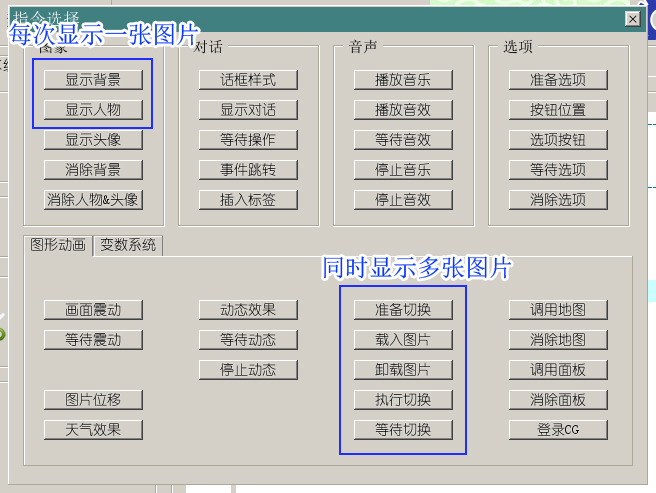 指令选择
每次显示一张图片
图象
对话
音声
选项
显示背景
话框样式
播放音乐
准备选项
显示人物
显示对话
播放音效
按钮位置
显示头像
等待操作
等待音效
选项按钮
消除背景
事件跳转
停止音乐
等待选项
消除人物&头像
插入标签
停止音效
消除选项
图形动画
变数系统
同时显示多张图片
画面震动
动态效果
准备切换
调用地图
等待震动
等待动态
载入图片
消除地图
停止动态
卸载图片
调用面板
图片位移
执行切换
消除面板
天气效果
等待切换
登录CG